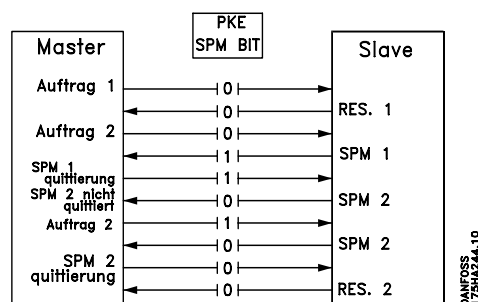 PKE
SPM BIT
Master
Slave
Auftrag 1
0
0
RES. 1
Auftrag 2
0
1
SPM 1
SPM 1
quittierung
1
SPM 2 nicht
quittiert
0
SPM 2
Auftrag 2
1
0
SPM 2
SPM 2
quittierung
0
0
RES. 2
DANFOSS
175HA244.10